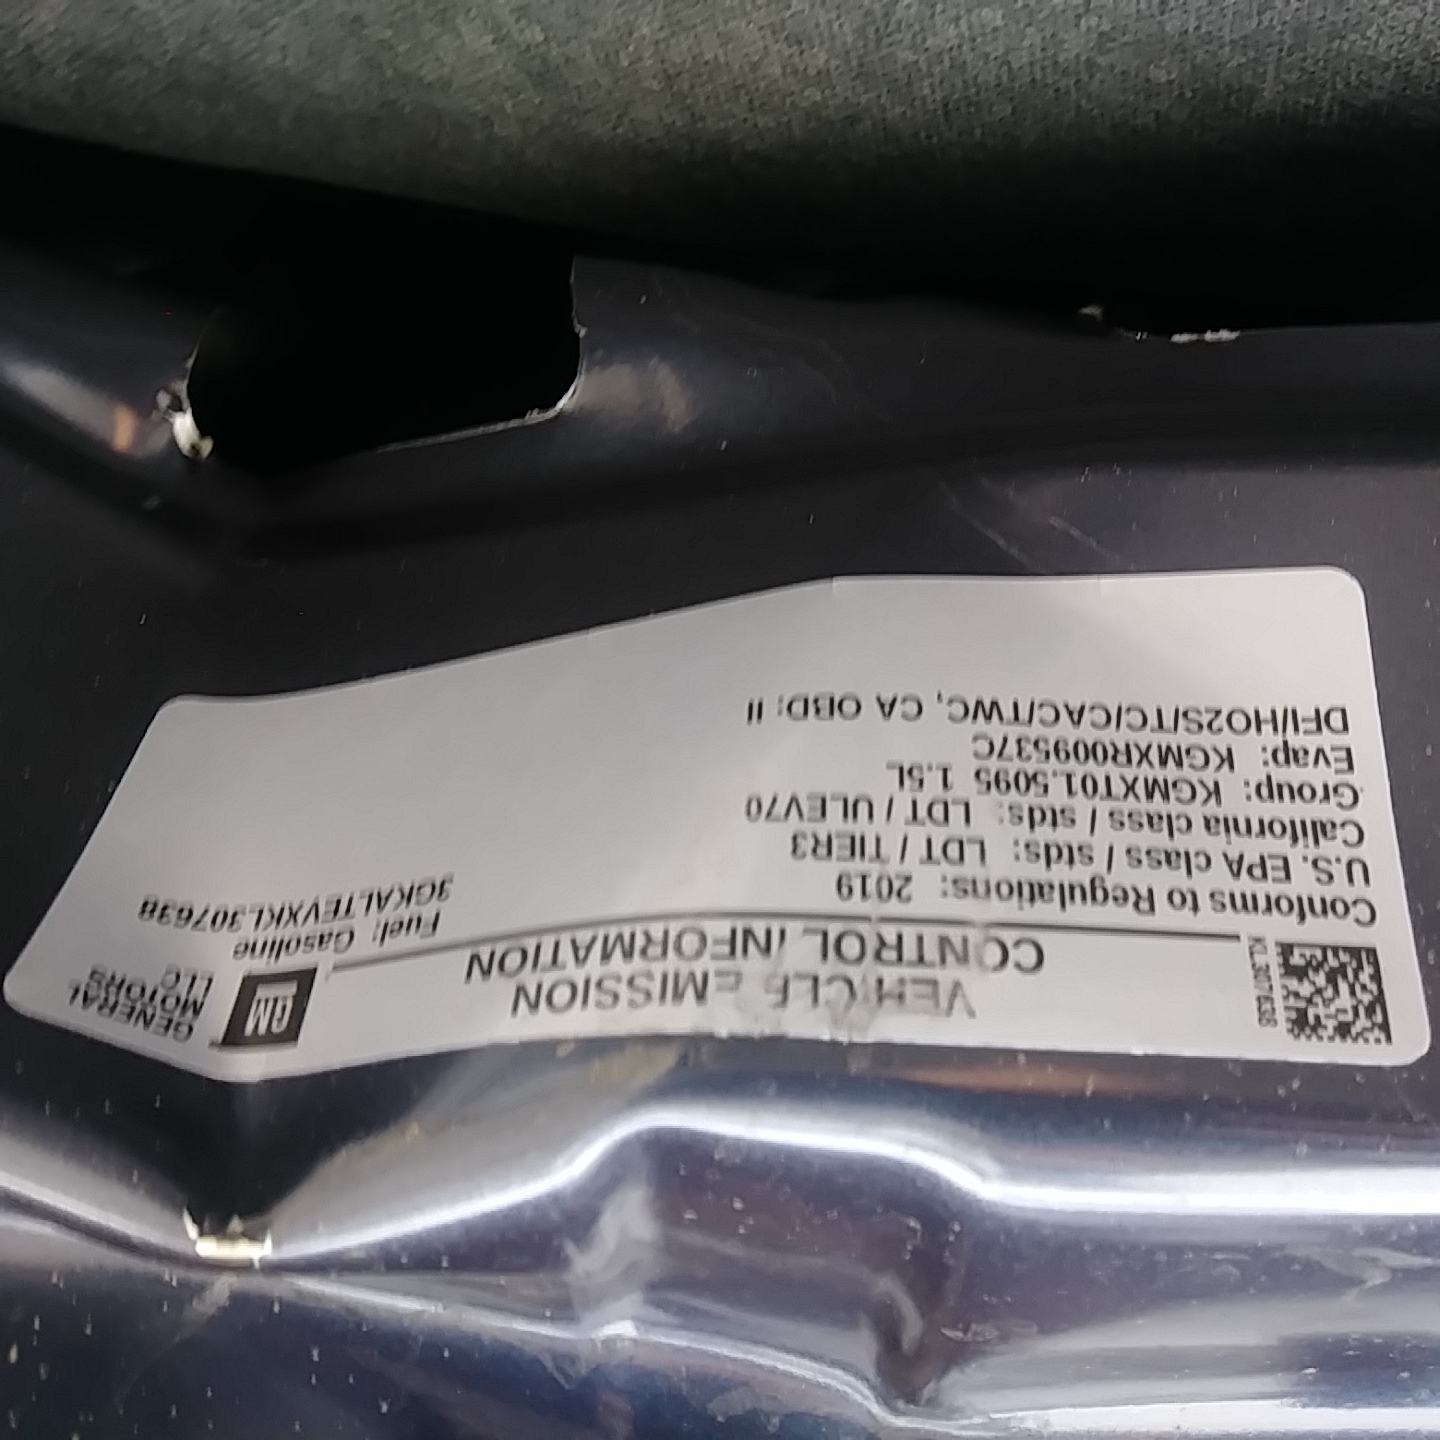 GM
GENERAL
MOTORS
LLC
VEHICLE EMISSION
CONTROL INFORMATION
KL307638
Fuel: Gasoline
3GKALTEVXKL307638
Conforms to Regulations: 2019
U.S. EPA class / stds: LDT / TIER3
California class / stds: LDT / ULEV70
Group: KGMXT01.5095 1.5L
Evap: KGMXR009537C
DFI/HO2S/TC/CAC/TWC, CA OBD: II